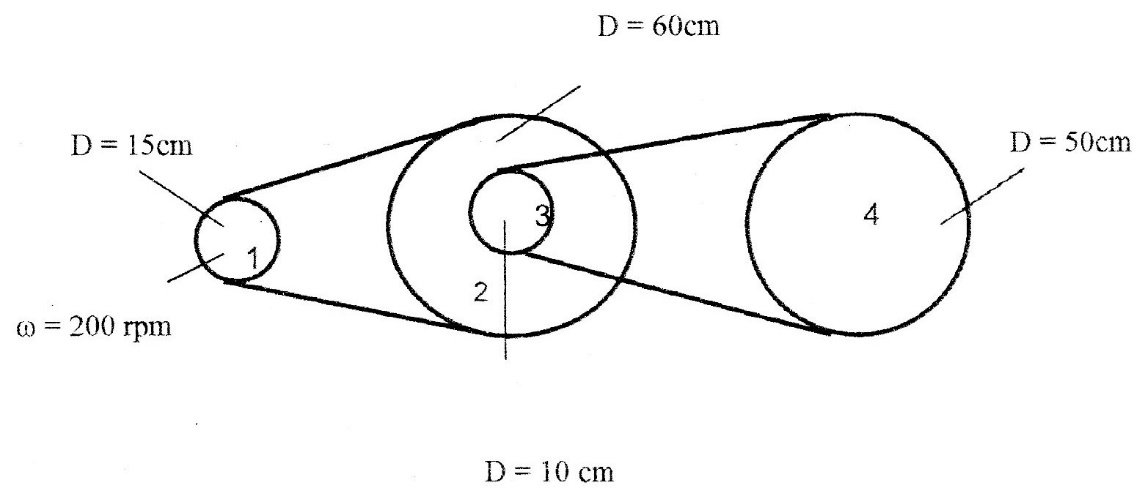 D = 60cm
D = 15cm
D = 50cm
3
4
1
2
ω = 200 rpm
D = 10 cm